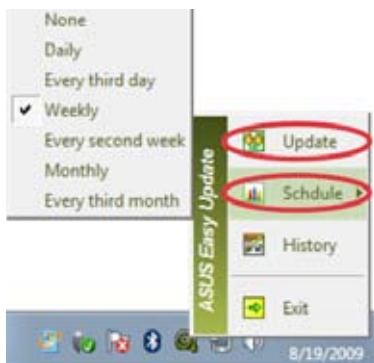 None
Daily
Every third day
Weekly
Every second week
Monthly
Every third month
ASUS Easy Update
Update
Schdule
History
Exit
8/19/2009